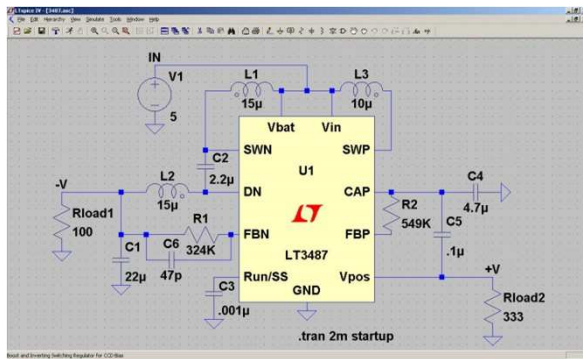 LTspice IV - [3487.asc]
File Edit Hierarchy View Simulate Tools Window Help
IN
V1
5
L1
15µ
L3
10µ
Vbat Vin
SWN SWP
C2
2.2µ
U1
-V
L2
15µ
DN CAP
C4
4.7µ
Rload1
100
R1
324K
R2
549K
C5
.1µ
FBN FBP
C1
22µ
C6
47p
LT3487
Run/SS Vpos
+V
C3
.001µ
GND
Rload2
333
.tran 2m startup
Boost and Inverting Switching Regulator for CCD Bias